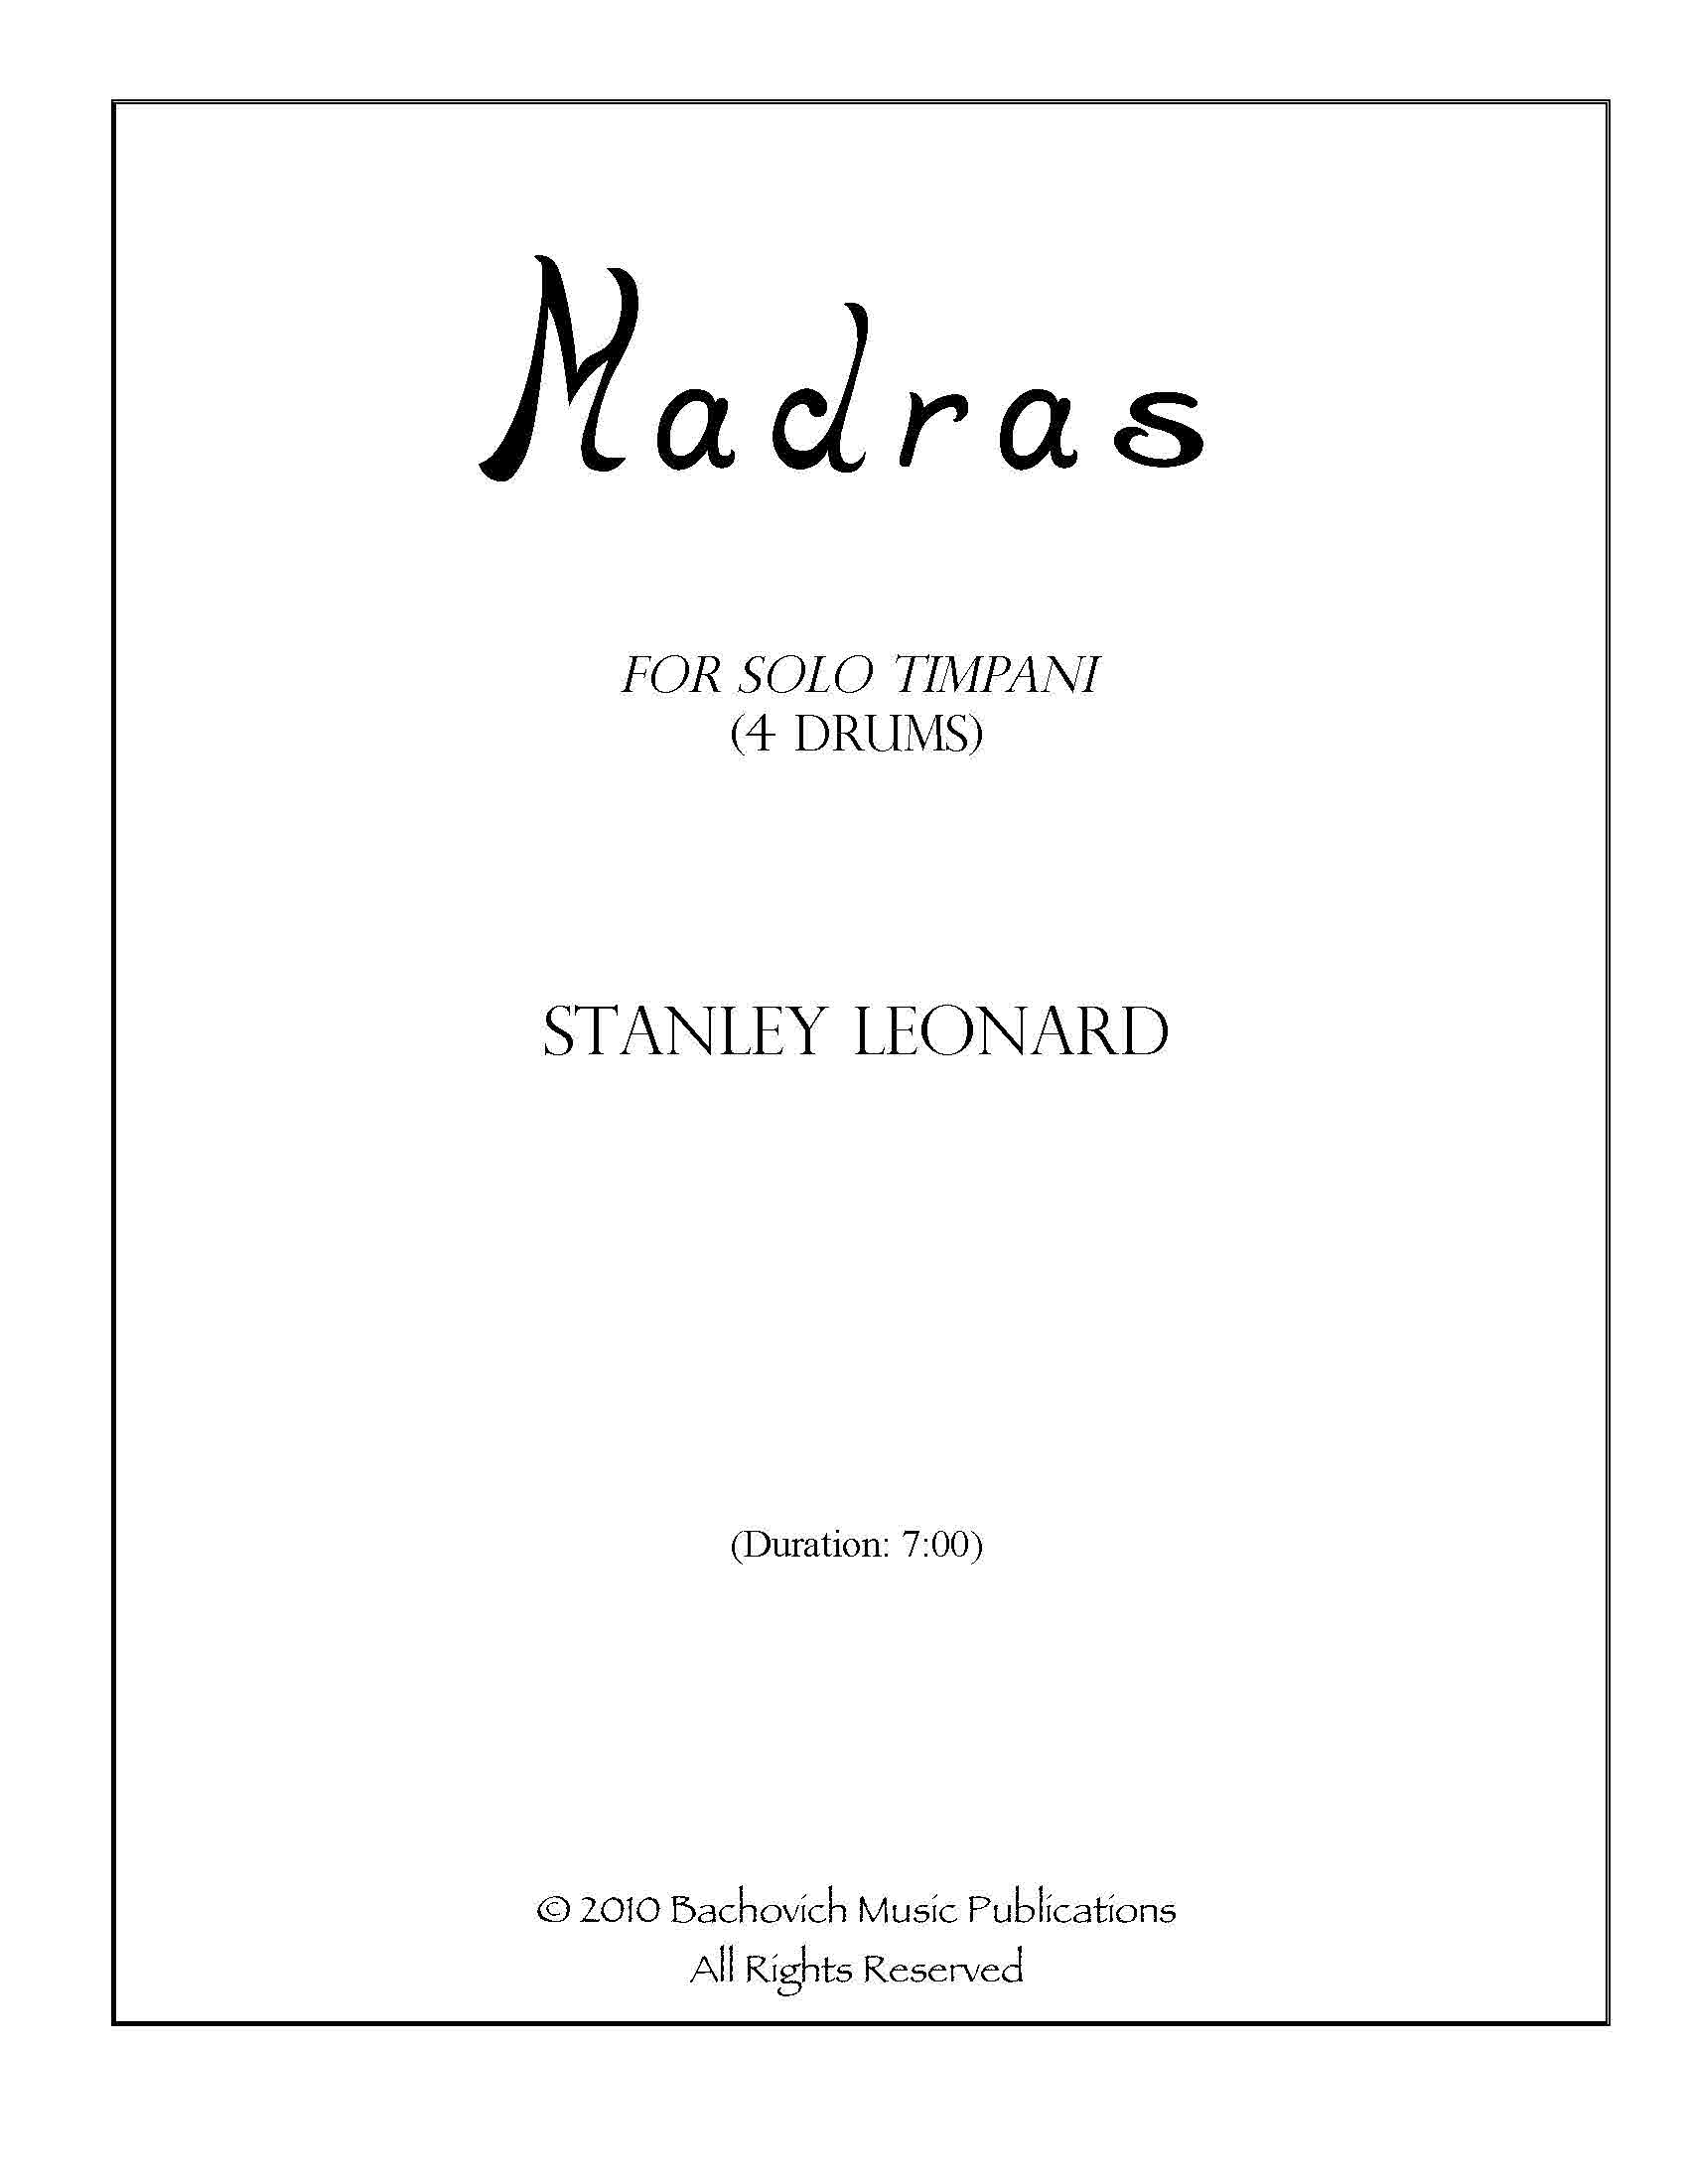 Madras
FOR SOLO TIMPANI
(4 DRUMS)
STANLEY LEONARD
(Duration: 7:00)
© 2010 Bachovich Music Publications
All Rights Reserved